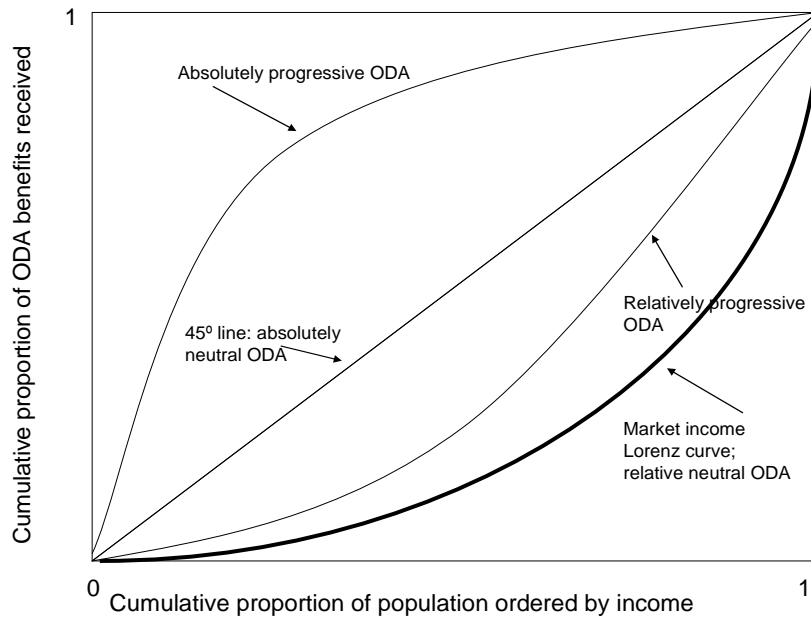 1
Absolutely progressive ODA
Cumulative proportion of ODA benefits received
45º line: absolutely
neutral ODA
Relatively progressive
ODA
Market income
Lorenz curve;
relative neutral ODA
0
1
Cumulative proportion of population ordered by income